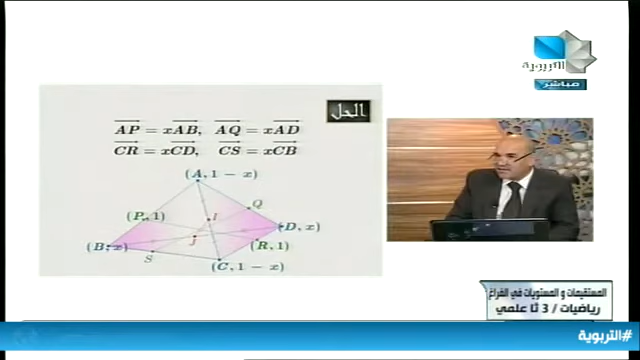 التربوية
مباشر
الحل
AP = xAB, AQ = xAD
CR = xCD, CS = xCB
(A, 1 − x)
Q
(P, 1)
I
(D, x)
J
(R, 1)
(B, x)
S
(C, 1 − x)
المستقيمات و المستويات في الفراغ
رياضيات / 3 ثا علمي
#التربوية